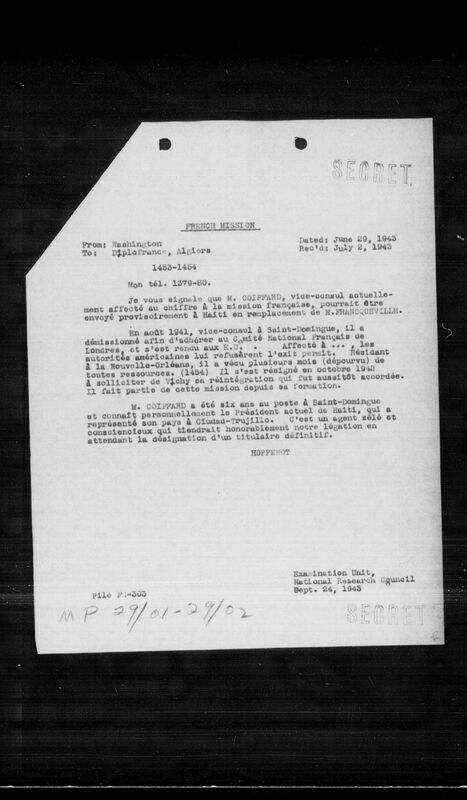 SECRET
FRENCH MISSION
From: Washington Dated: June 29, 1943
To: Diplofrance, Algiers Rec'd: July 2, 1943
1453-1454
Mon tél. 1379-80.
Je vous signale que M. COIFFARD, vice-consul actuelle-
ment affecté au chiffre à la mission française, pourrait être
envoyé provisoirement à Haiti en remplacement de M.FRANCQUEVILLE.
En août 1941, vice-consul à Saint-Domingue, il a
démissionné afin d'adhérer au Comité National Français de
Londres, et s'est rendu aux E.U. . Affecté à ... , les
autorités américaines lui refusèrent l'exit permit. Résidant
à la Nouvelle-Orléans, il a vécu plusieurs mois (dépourvu) de
toutes ressources. (1454) Il s'est résigné en octobre 1942
à solliciter de Vichy sa réintégration qui fut aussitôt accordée.
Il fait partie de cette mission depuis sa formation.
M. COIFFARD a été six ans au poste à Saint-Domingue
et connaît personnellement le Président actuel de Haiti, qui a
représenté son pays à Ciudad-Trujillo. C'est un agent zélé et
consciencieux qui tiendrait honorablement notre légation en
attendant la désignation d'un titulaire définitif.
HOPPENOT
Examination Unit,
National Research Council
Sept. 24, 1943
File FM-303
MP 29/01-29/02
SECRET